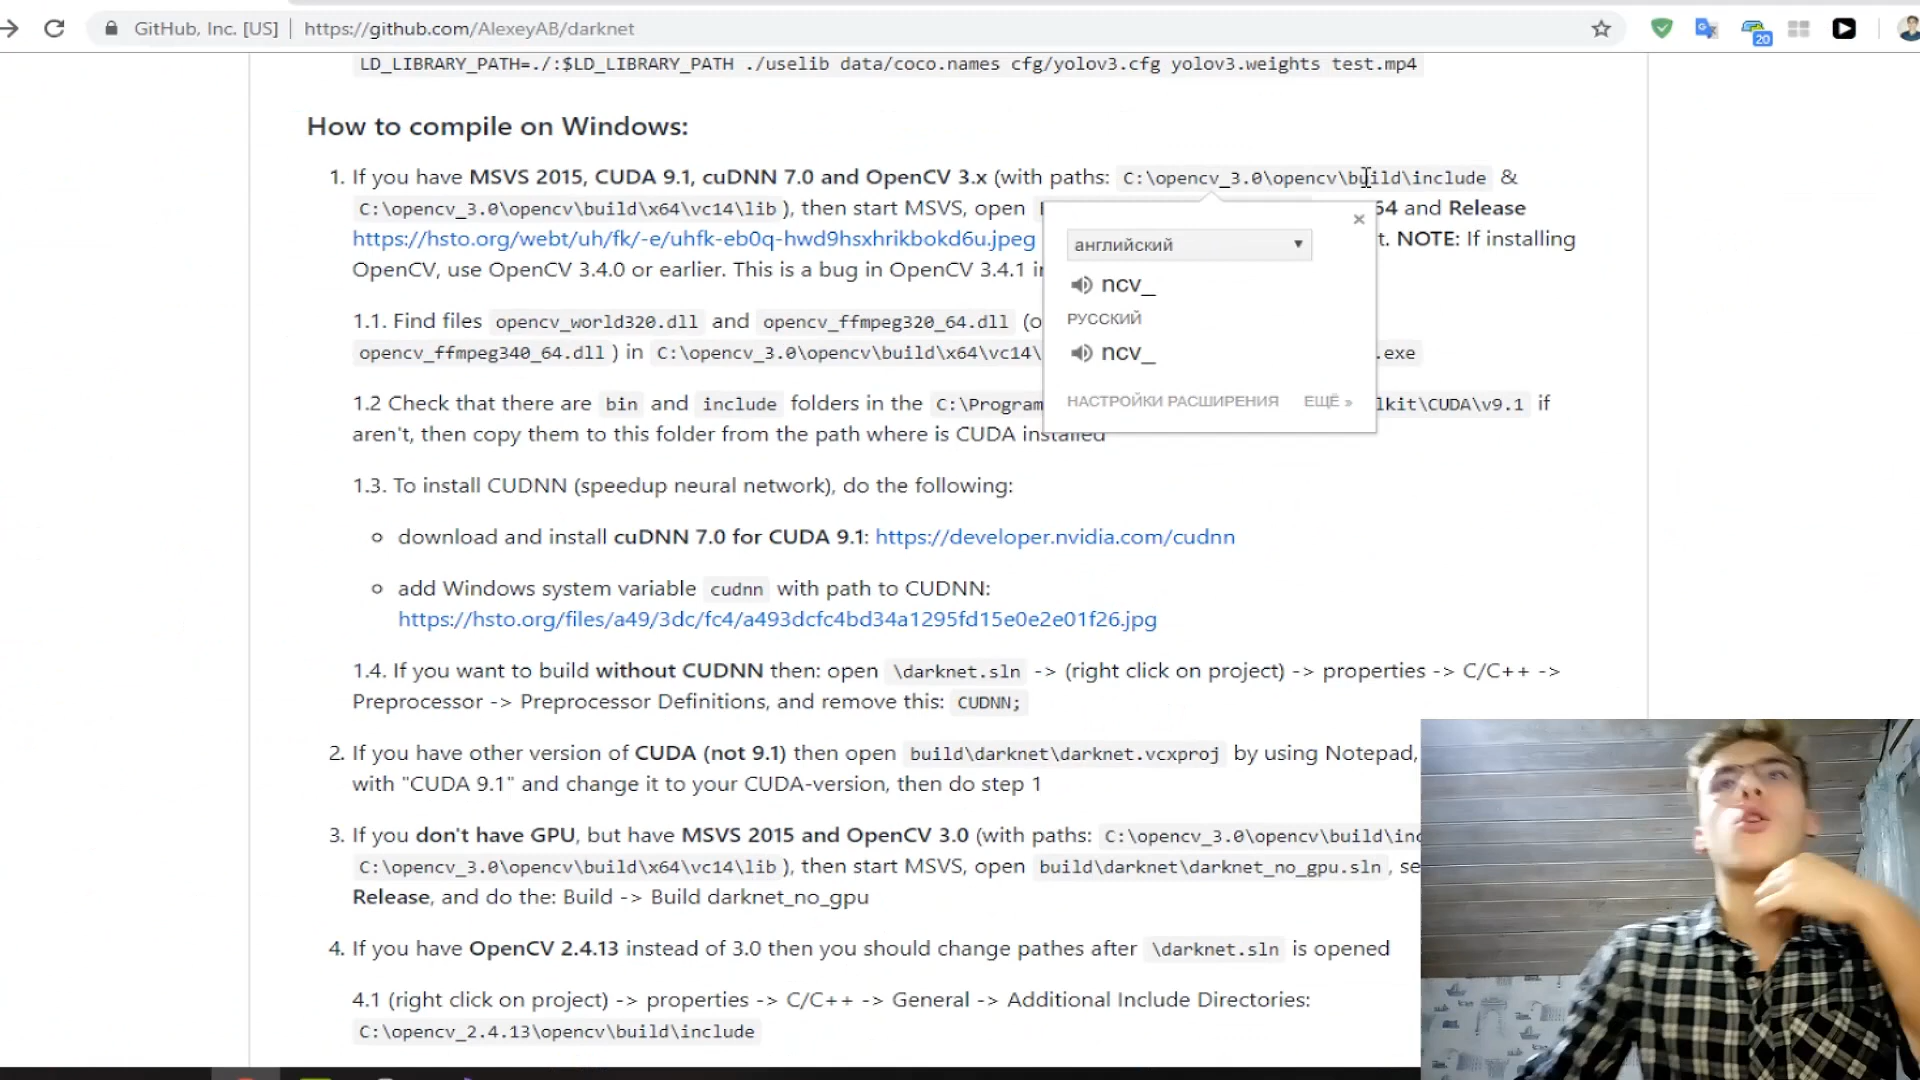 GitHub, Inc. [US] https://github.com/AlexeyAB/darknet
20
LD_LIBRARY_PATH=./:$LD_LIBRARY_PATH ./uselib data/coco.names cfg/yolov3.cfg yolov3.weights test.mp4
How to compile on Windows:
1. If you have MSVS 2015, CUDA 9.1, cuDNN 7.0 and OpenCV 3.x (with paths: C:\opencv_3.0\opencv\build\include &
C:\opencv_3.0\opencv\build\x64\vc14\lib ), then start MSVS, open 64 and Release
https://hsto.org/webt/uh/fk/-e/uhfk-eb0q-hwd9hsxhrikbokd6u.jpeg t. NOTE: If installing
OpenCV, use OpenCV 3.4.0 or earlier. This is a bug in OpenCV 3.4.1 i
1.1. Find files opencv_world320.dll and opencv_ffmpeg320_64.dll (o
opencv_ffmpeg340_64.dll ) in C:\opencv_3.0\opencv\build\x64\vc14\ .exe
1.2 Check that there are bin and include folders in the C:\Program lkit\CUDA\v9.1 if
aren't, then copy them to this folder from the path where is CUDA installed
английский
ncv_
РУССКИЙ
ncv_
НАСТРОЙКИ РАСШИРЕНИЯ ЕЩЁ »
1.3. To install CUDNN (speedup neural network), do the following:
download and install cuDNN 7.0 for CUDA 9.1: https://developer.nvidia.com/cudnn
add Windows system variable cudnn with path to CUDNN:
https://hsto.org/files/a49/3dc/fc4/a493dcfc4bd34a1295fd15e0e2e01f26.jpg
1.4. If you want to build without CUDNN then: open \darknet.sln -> (right click on project) -> properties -> C/C++ ->
Preprocessor -> Preprocessor Definitions, and remove this: CUDNN;
2. If you have other version of CUDA (not 9.1) then open build\darknet\darknet.vcxproj by using Notepad,
with "CUDA 9.1" and change it to your CUDA-version, then do step 1
3. If you don't have GPU, but have MSVS 2015 and OpenCV 3.0 (with paths: C:\opencv_3.0\opencv\build\inc
C:\opencv_3.0\opencv\build\x64\vc14\lib ), then start MSVS, open build\darknet\darknet_no_gpu.sln , se
Release, and do the: Build -> Build darknet_no_gpu
4. If you have OpenCV 2.4.13 instead of 3.0 then you should change pathes after \darknet.sln is opened
4.1 (right click on project) -> properties -> C/C++ -> General -> Additional Include Directories:
C:\opencv_2.4.13\opencv\build\include